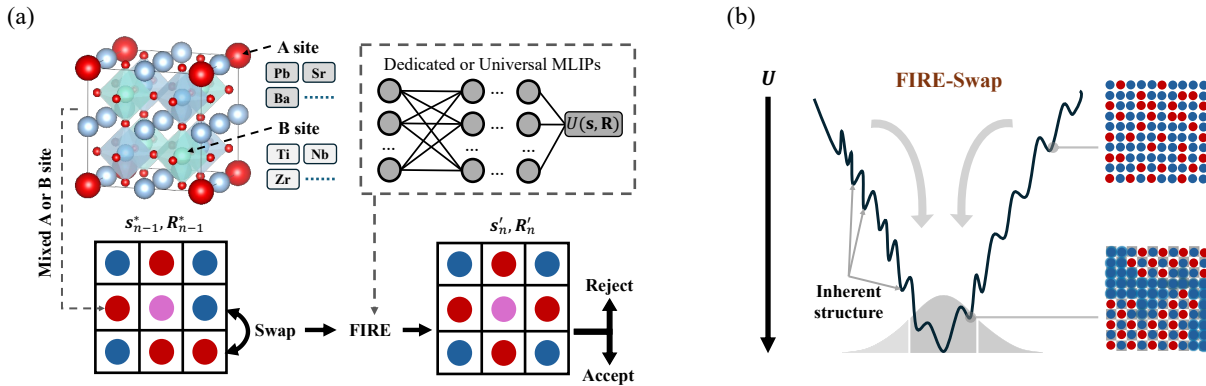 (a)
A site
Pb
Sr
Ba
B site
Ti
Nb
Zr
Mixed A or B site
Dedicated or Universal MLIPs
...
...
...
...
...
...
U(s, R)
s*ₙ₋₁, R*ₙ₋₁
Swap
FIRE
s′ₙ, R′ₙ
Reject
Accept
(b)
U
FIRE-Swap
Inherent
structure